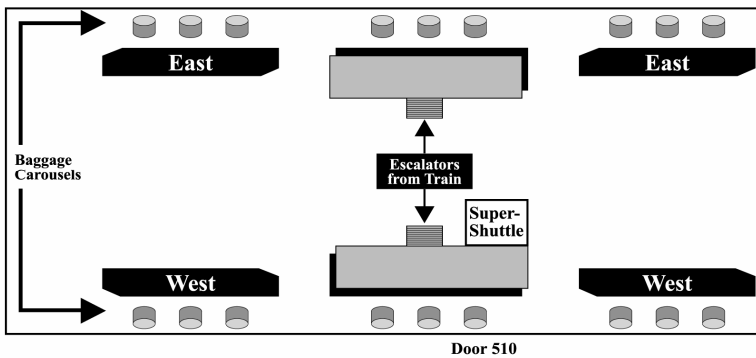 East
East
Baggage
Carousels
Escalators
from Train
Super-
Shuttle
West
West
Door 510